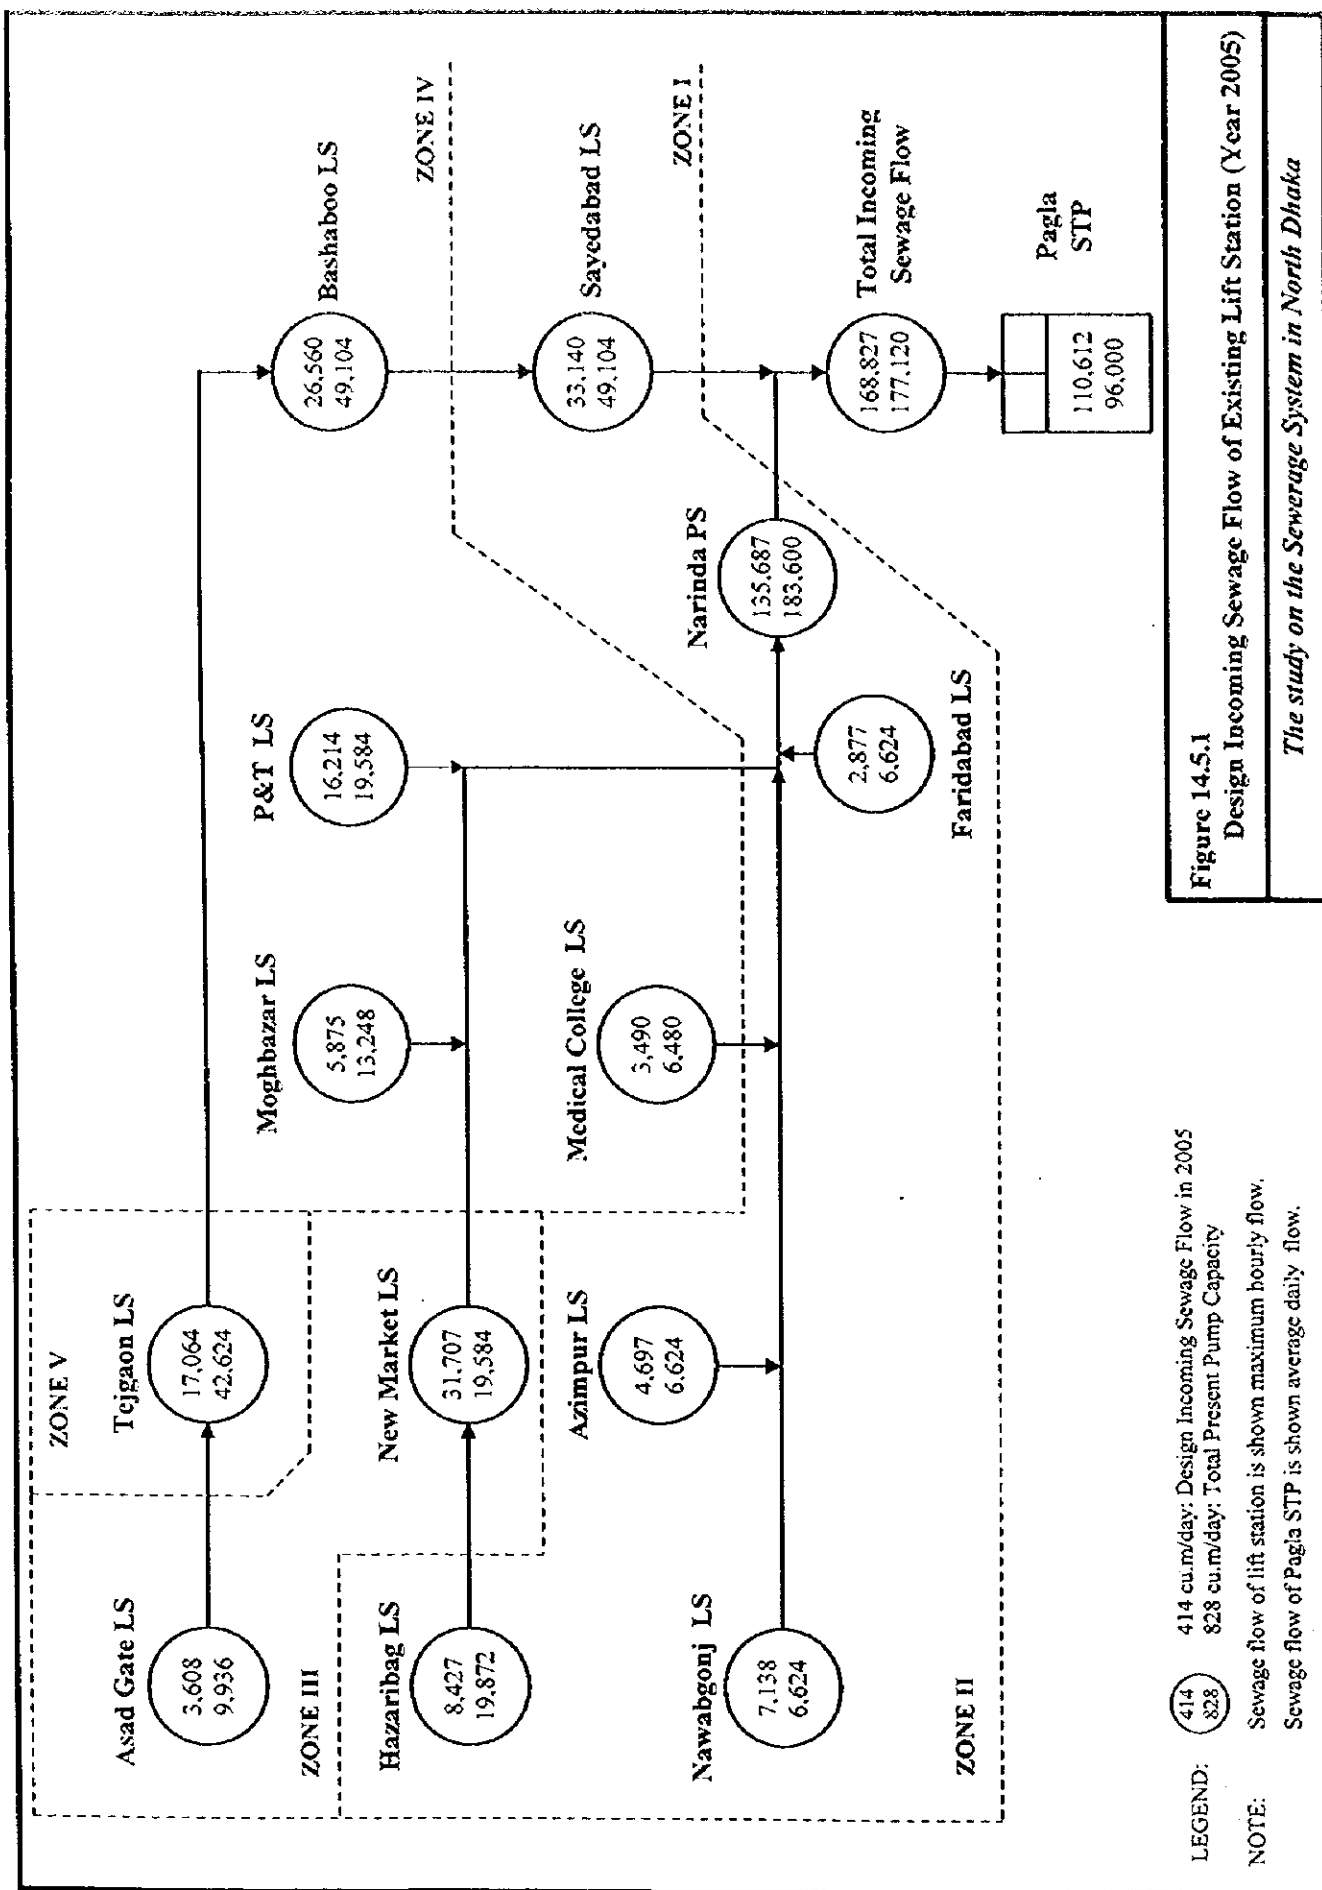 ZONE V
Asad Gate LS
3,608
9,936
Tejgaon LS
17,064
42,624
Bashaboo LS
26,560
49,104
ZONE III
ZONE IV
Hazaribag LS
8,427
19,872
New Market LS
31,707
19,584
Moghbazar LS
5,875
13,248
P&T LS
16,214
19,584
Sayedabad LS
33,140
49,104
Nawabgonj LS
7,138
6,624
Azimpur LS
4,697
6,624
Medical College LS
3,490
6,480
Narinda PS
135,687
183,600
ZONE I
Faridabad LS
2,877
6,624
Total Incoming
Sewage Flow
168,827
177,120
ZONE II
Pagla
STP
110,612
96,000
LEGEND:
414
828
414 cu.m/day: Design Incoming Sewage Flow in 2005
828 cu.m/day: Total Present Pump Capacity
NOTE:
Sewage flow of lift station is shown maximum hourly flow.
Sewage flow of Pagla STP is shown average daily flow.
Figure 14.5.1
Design Incoming Sewage Flow of Existing Lift Station (Year 2005)
The study on the Sewerage System in North Dhaka